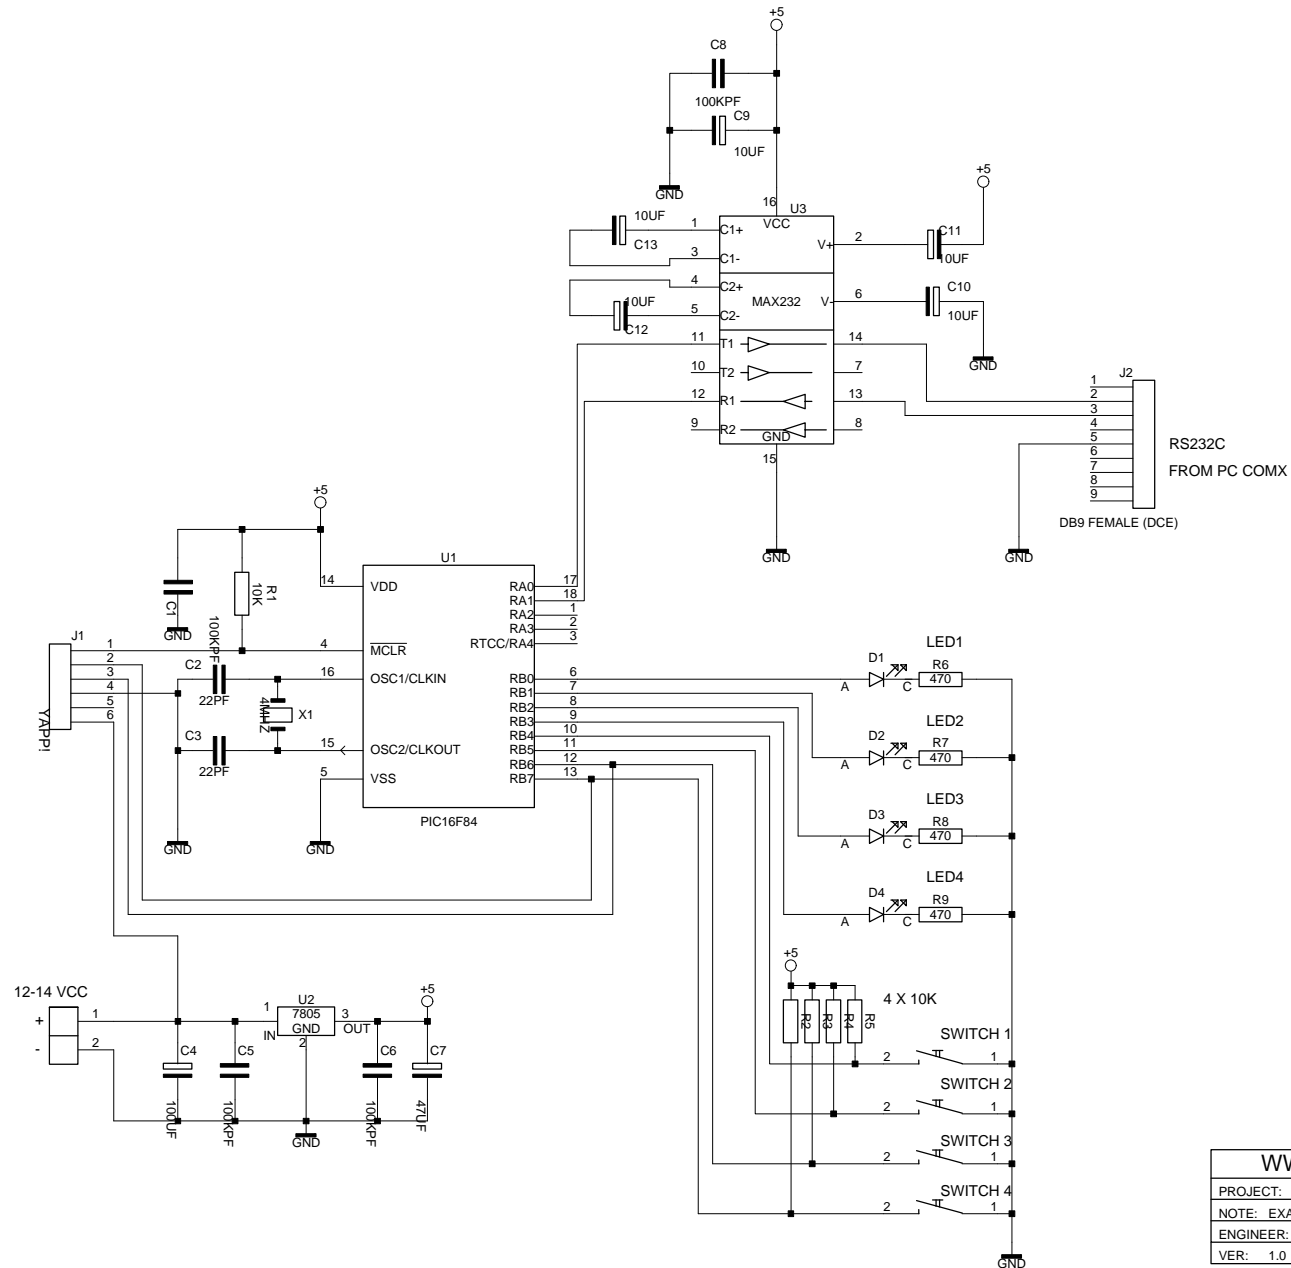 +5
C8
100KPF
C9
10UF
GND
+5
16
U3
VCC
10UF
C13
1
C1+
3
C1-
V+
2
C11
10UF
4
C2+
10UF
C12
5
C2-
MAX232
V-
6
C10
10UF
GND
11
T1
14
10
T2
7
12
R1
13
9
R2
8
GND
15
GND
J2
1
2
3
4
5
6
7
8
9
RS232C
FROM PC COMX
DB9 FEMALE (DCE)
GND
+5
C1
100KPF
GND
R1
10K
U1
14
VDD
4
MCLR
16
OSC1/CLKIN
15
OSC2/CLKOUT
5
VSS
RA0
17
RA1
18
RA2
1
RA3
2
RTCC/RA4
3
RB0
6
RB1
7
RB2
8
RB3
9
RB4
10
RB5
11
RB6
12
RB7
13
PIC16F84
J1
1
2
3
4
5
6
YAPP!
C2
22PF
4MHZ
X1
C3
22PF
GND
GND
LED1
D1
R6
A
C
470
LED2
D2
R7
A
C
470
LED3
D3
R8
A
C
470
LED4
D4
R9
A
C
470
+5
4 X 10K
R2
R3
R4
R5
SWITCH 1
2
1
SWITCH 2
2
1
SWITCH 3
2
1
SWITCH 4
2
1
GND
12-14 VCC
+
1
-
2
C4
100UF
C5
100KPF
U2
1
7805
3
IN
GND
OUT
2
GND
C6
100KPF
+5
C7
47UF
PROJECT:
NOTE:
ENGINEER:
VER: 1.0